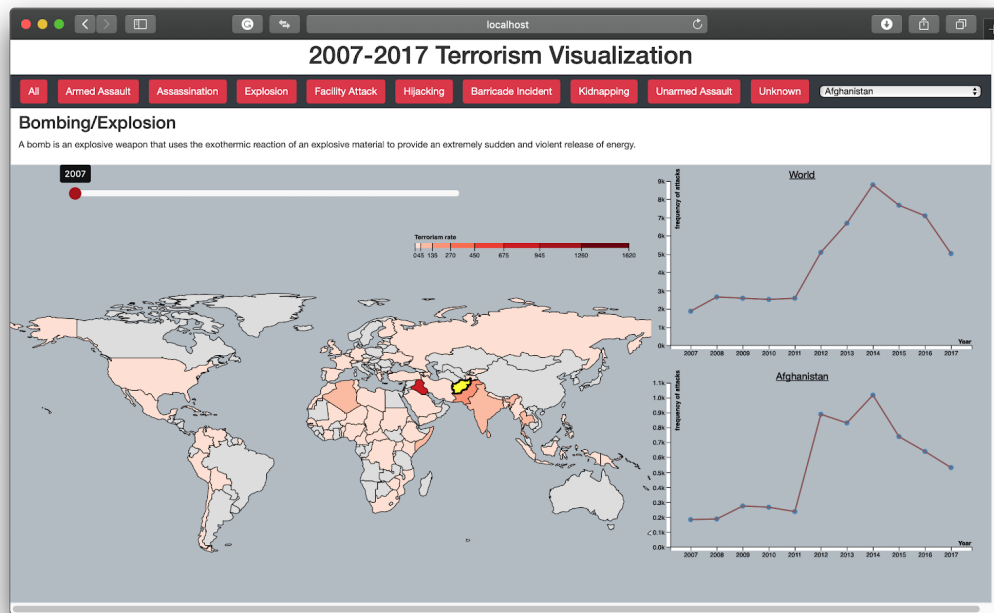 localhost
2007-2017 Terrorism Visualization
All Armed Assault Assassination Explosion Facility Attack Hijacking Barricade Incident Kidnapping Unarmed Assault Unknown Afghanistan
Bombing/Explosion
A bomb is an explosive weapon that uses the exothermic reaction of an explosive material to provide an extremely sudden and violent release of energy.
2007
Terrorism rate
0 45 135 270 450 675 945 1260 1620
World
frequency of attacks
9k
8k
7k
6k
5k
4k
3k
2k
1k
0k
Year
2007 2008 2009 2010 2011 2012 2013 2014 2015 2016 2017
Afghanistan
frequency of attacks
1.1k
1.0k
0.9k
0.8k
0.7k
0.5k
0.4k
0.3k
0.2k
0.1k
0.0k
Year
2007 2008 2009 2010 2011 2012 2013 2014 2015 2016 2017